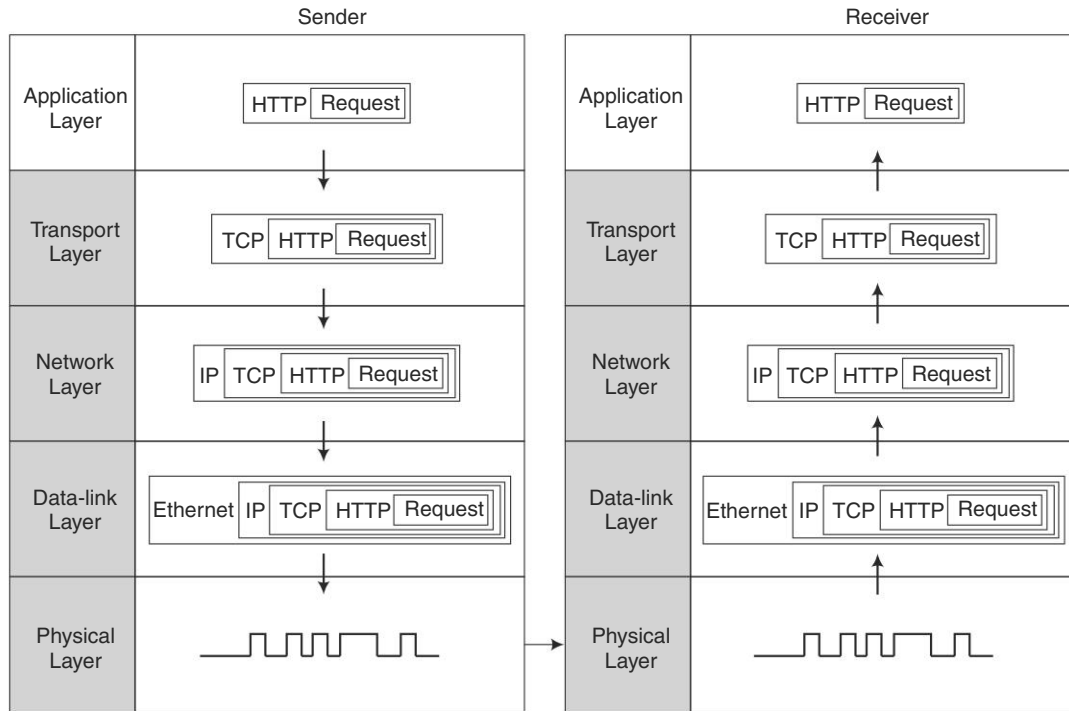 Sender
Receiver
Application
Layer
HTTP Request
Application
Layer
HTTP Request
Transport
Layer
TCP HTTP Request
Transport
Layer
TCP HTTP Request
Network
Layer
IP TCP HTTP Request
Network
Layer
IP TCP HTTP Request
Data-link
Layer
Ethernet IP TCP HTTP Request
Data-link
Layer
Ethernet IP TCP HTTP Request
Physical
Layer
Physical
Layer